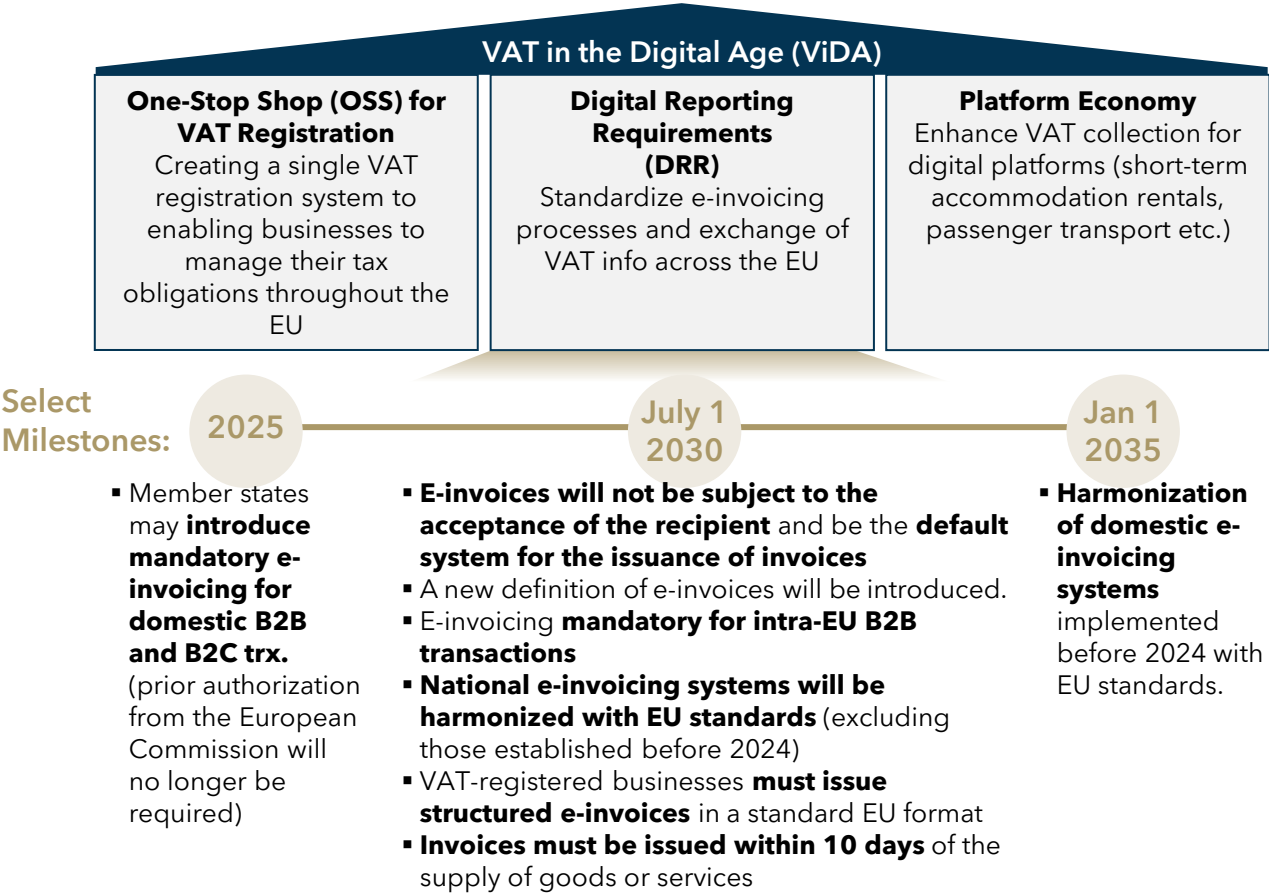 VAT in the Digital Age (ViDA)
One-Stop Shop (OSS) for
VAT Registration
Creating a single VAT
registration system to
enabling businesses to
manage their tax
obligations throughout the
EU
Digital Reporting
Requirements
(DRR)
Standardize e-invoicing
processes and exchange of
VAT info across the EU
Platform Economy
Enhance VAT collection for
digital platforms (short-term
accommodation rentals,
passenger transport etc.)
Select
Milestones:
2025
July 1
2030
Jan 1
2035
▪ Member states
may introduce
mandatory e-
invoicing for
domestic B2B
and B2C trx.
(prior authorization
from the European
Commission will
no longer be
required)
▪ E-invoices will not be subject to the
acceptance of the recipient and be the default
system for the issuance of invoices
▪ A new definition of e-invoices will be introduced.
▪ E-invoicing mandatory for intra-EU B2B
transactions
▪ National e-invoicing systems will be
harmonized with EU standards (excluding
those established before 2024)
▪ VAT-registered businesses must issue
structured e-invoices in a standard EU format
▪ Invoices must be issued within 10 days of the
supply of goods or services
▪ Harmonization
of domestic e-
invoicing
systems
implemented
before 2024 with
EU standards.